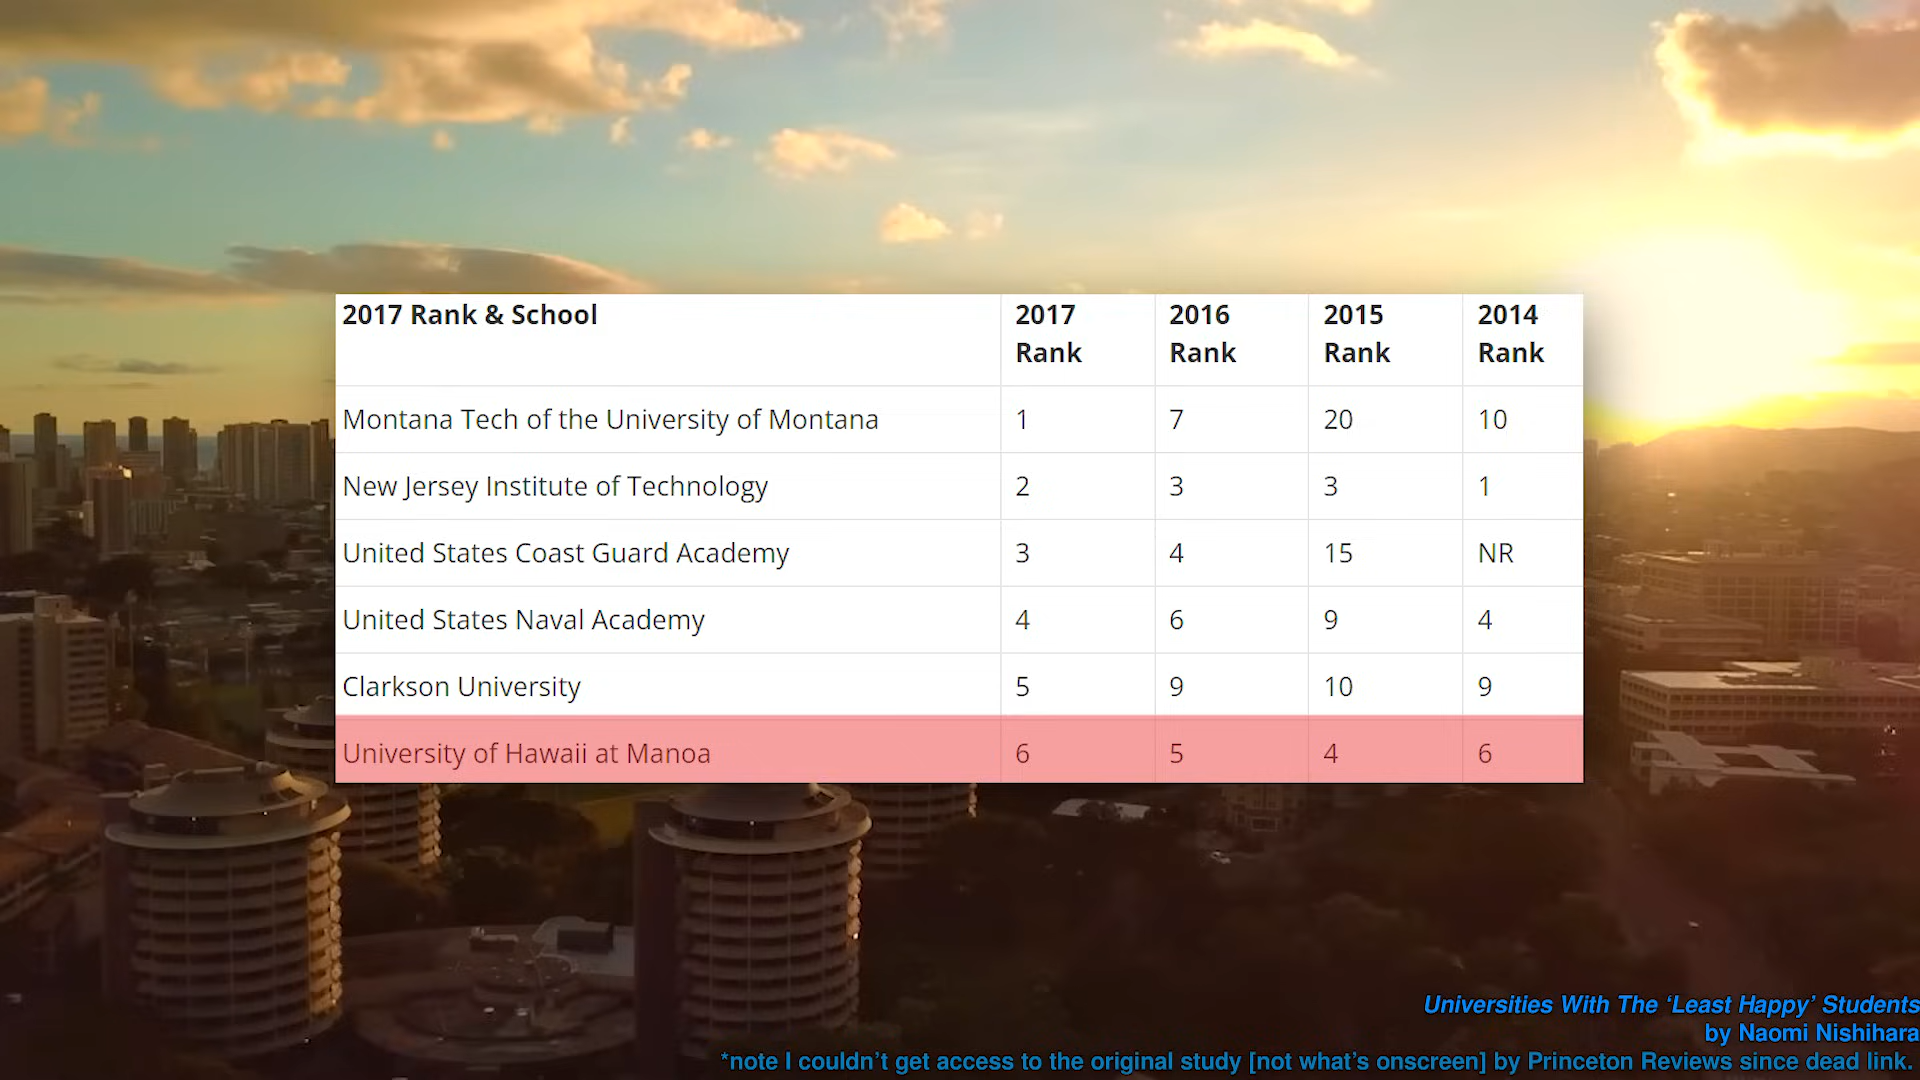 2017 Rank & School 2017 Rank 2016 Rank 2015 Rank 2014 Rank
Montana Tech of the University of Montana 1 7 20 10
New Jersey Institute of Technology 2 3 3 1
United States Coast Guard Academy 3 4 15 NR
United States Naval Academy 4 6 9 4
Clarkson University 5 9 10 9
University of Hawaii at Manoa 6 5 4 6
Universities With The ‘Least Happy’ Students
by Naomi Nishihara
*note I couldn’t get access to the original study [not what’s onscreen] by Princeton Reviews since dead link.